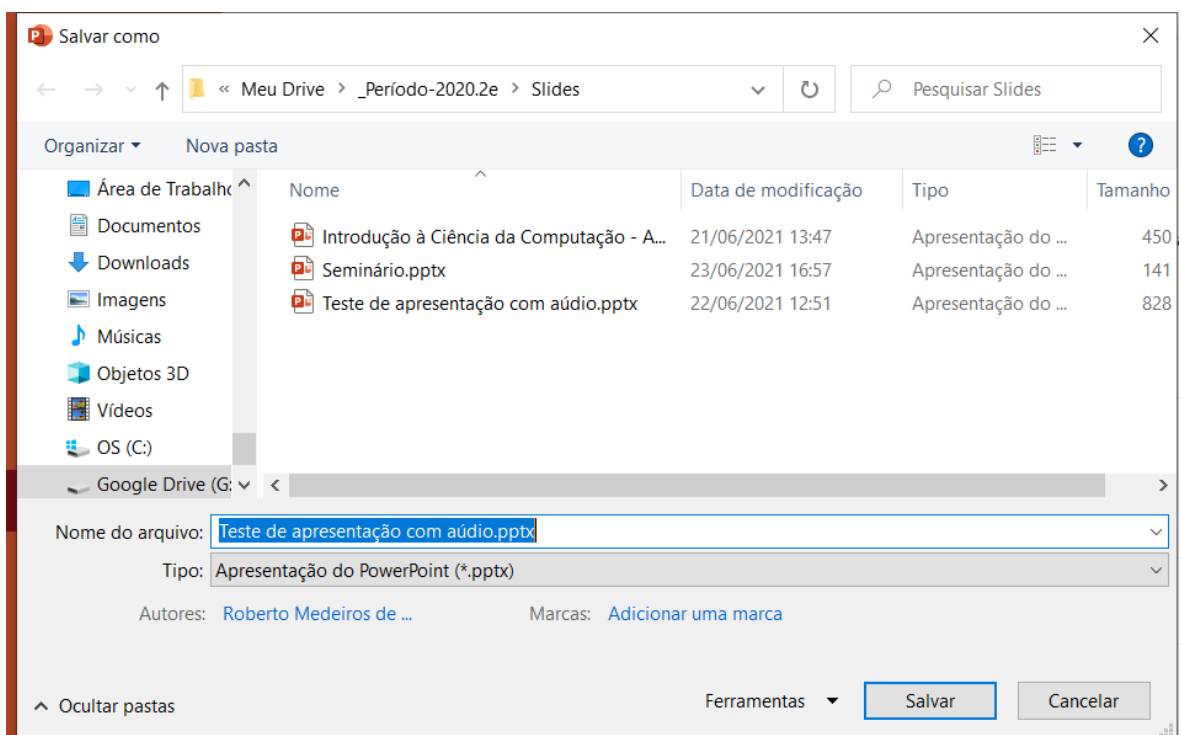 Salvar como
« Meu Drive > _Período-2020.2e > Slides
Pesquisar Slides
Organizar
Nova pasta
Área de Trabalho
Documentos
Downloads
Imagens
Músicas
Objetos 3D
Vídeos
OS (C:)
Google Drive (G:
Nome Data de modificação Tipo Tamanho
Introdução à Ciência da Computação - A... 21/06/2021 13:47 Apresentação do ... 450
Seminário.pptx 23/06/2021 16:57 Apresentação do ... 141
Teste de apresentação com aúdio.pptx 22/06/2021 12:51 Apresentação do ... 828
Nome do arquivo: Teste de apresentação com aúdio.pptx
Tipo: Apresentação do PowerPoint (*.pptx)
Autores: Roberto Medeiros de ... Marcas: Adicionar uma marca
Ocultar pastas
Ferramentas
Salvar
Cancelar